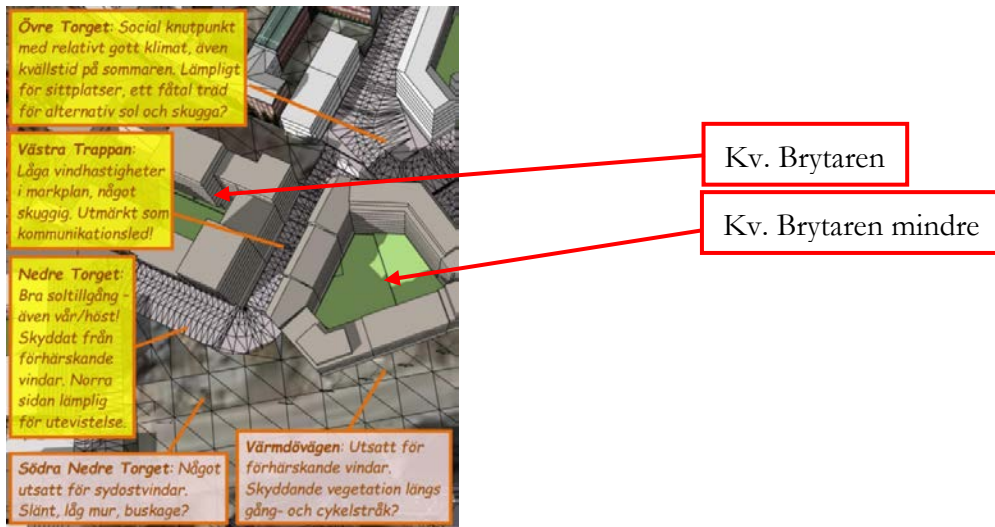 Övre Torget: Social knutpunkt
med relativt gott klimat, även
kvällstid på sommaren. Lämpligt
för sittplatser, ett fåtal träd
för alternativ sol och skugga?
Västra Trappan:
Låga vindhastigheter
i markplan, något
skuggig. Utmärkt som
kommunikationsled!
Nedre Torget:
Bra soltillgång -
även vår/höst!
Skyddat från
förhärskande
vindar. Norra
sidan lämplig
för utevistelse.
Södra Nedre Torget: Något
utsatt för sydostvindar.
Slänt, låg mur, buskage?
Värmdövägen: Utsatt för
förhärskande vindar.
Skyddande vegetation längs
gång- och cykelstråk?
Kv. Brytaren
Kv. Brytaren mindre